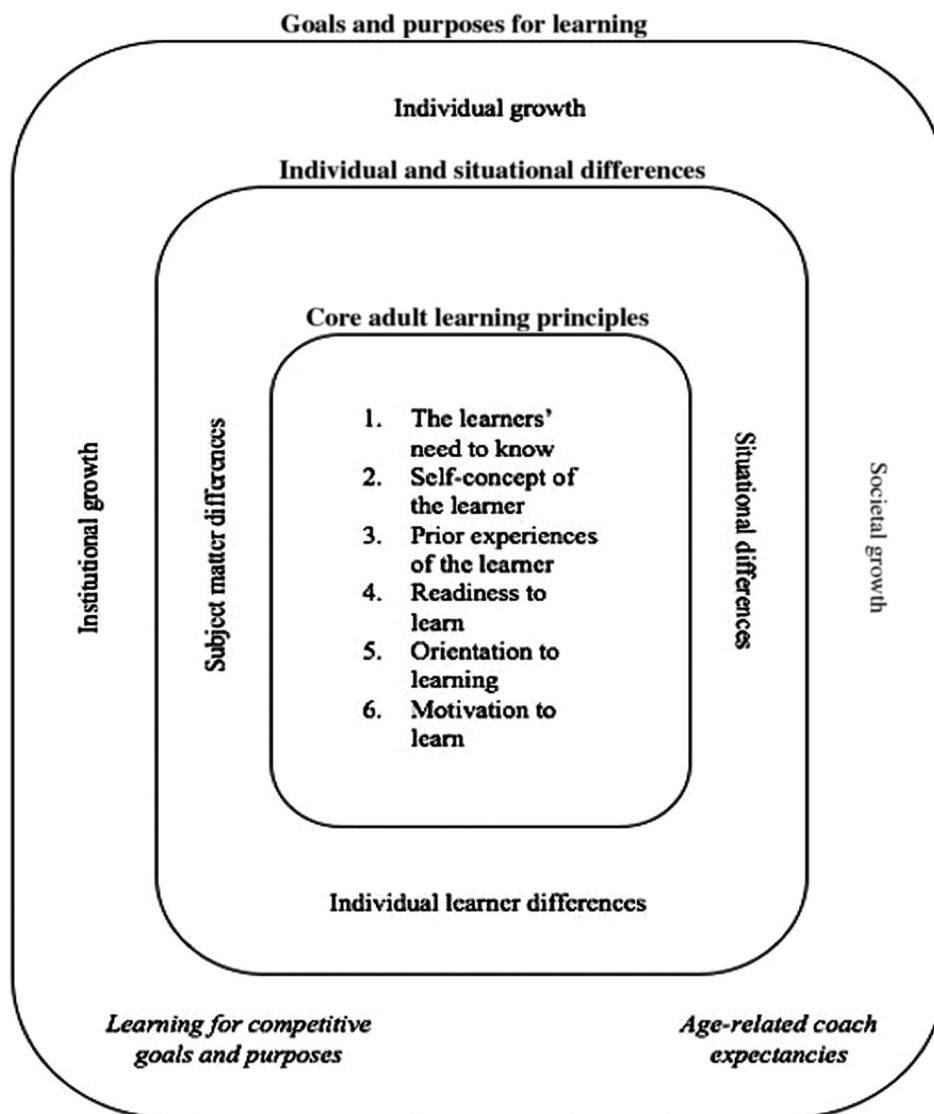 Goals and purposes for learning
Individual growth
Individual and situational differences
Core adult learning principles
1. The learners'
need to know
2. Self-concept of
the learner
3. Prior experiences
of the learner
4. Readiness to
learn
5. Orientation to
learning
6. Motivation to
learn
Institutional growth
Subject matter differences
Situational differences
Societal growth
Individual learner differences
Learning for competitive
goals and purposes
Age-related coach
expectancies